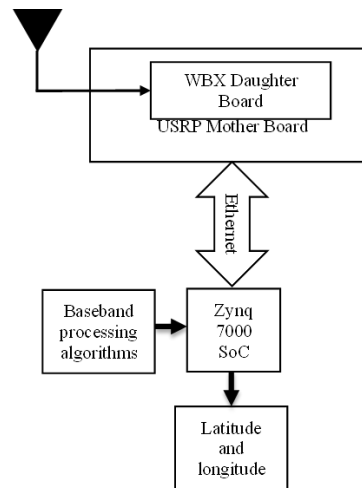 WBX Daughter
Board
USRP Mother Board
Ethernet
Baseband
processing
algorithms
Zynq
7000
SoC
Latitude
and
longitude